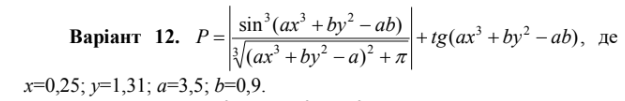 Варіант 12. P = |sin³(ax³ + by² – ab) / ∛((ax³ + by² – a)² + π)| + tg(ax³ + by² – ab), де
x=0,25; y=1,31; a=3,5; b=0,9.